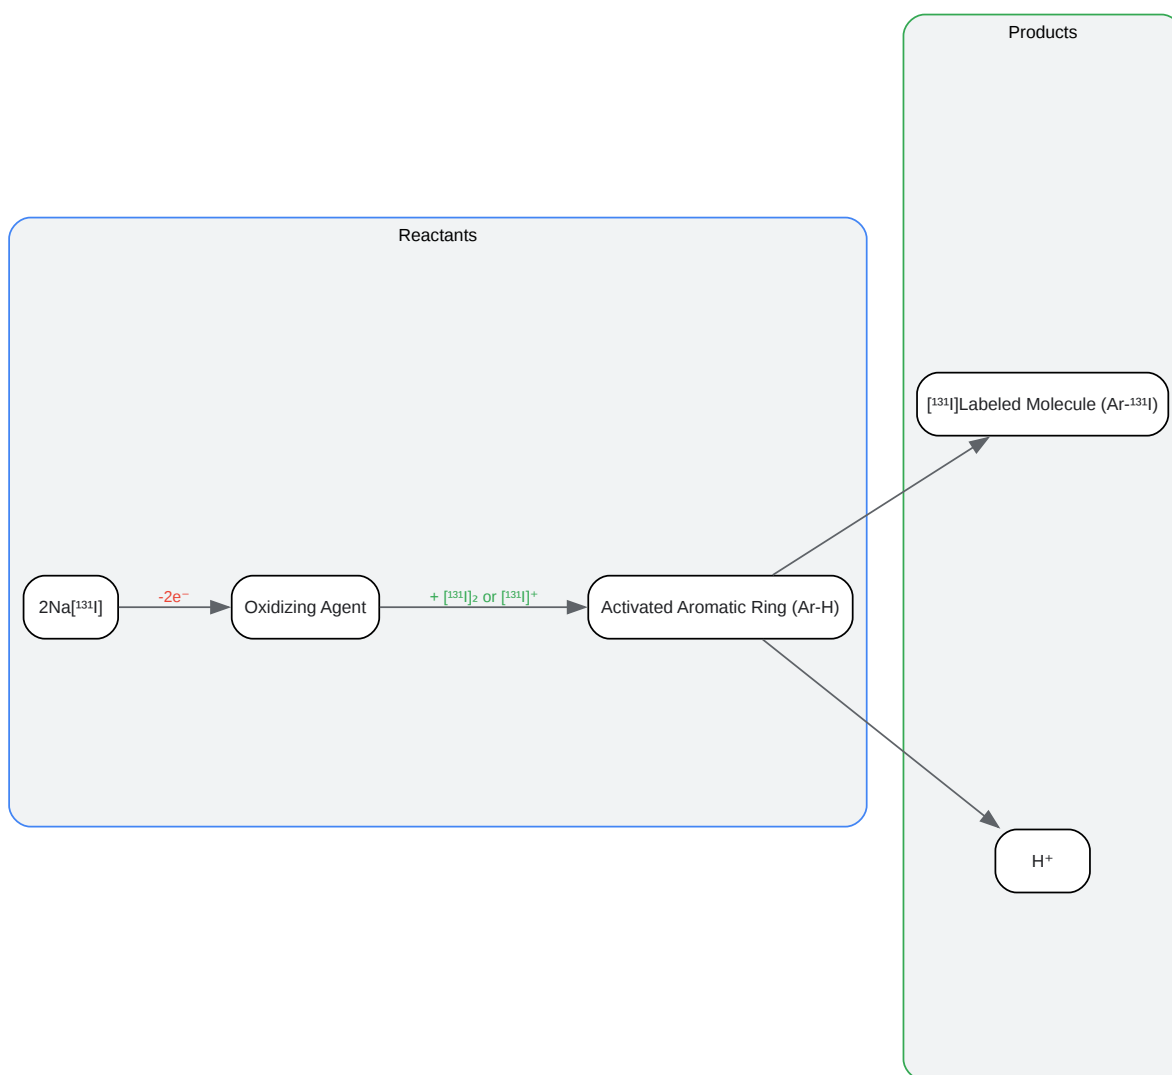 Products
Reactants
[¹³¹I]Labeled Molecule (Ar-¹³¹I)
2Na[¹³¹I]
-2e⁻
Oxidizing Agent
+ [¹³¹I]₂ or [¹³¹I]⁺
Activated Aromatic Ring (Ar-H)
H⁺